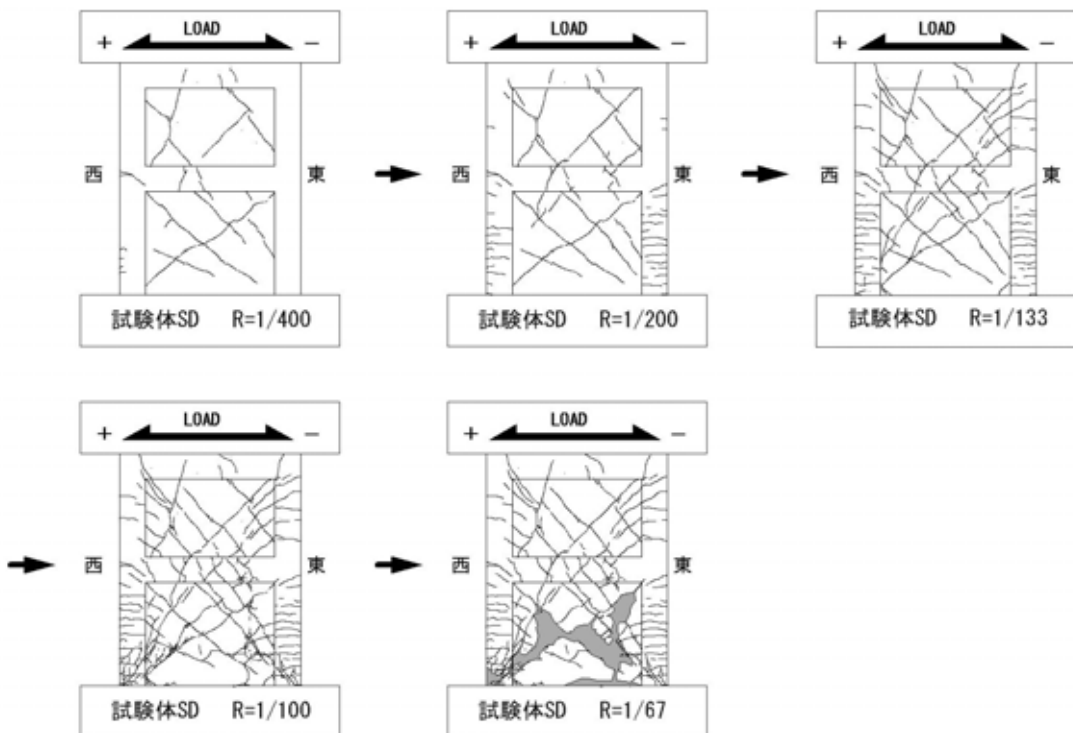 LOAD
+ −
西 東
試験体SD R=1/400
LOAD
+ −
西 東
試験体SD R=1/200
LOAD
+ −
西 東
試験体SD R=1/133
LOAD
+ −
西 東
試験体SD R=1/100
LOAD
+ −
西 東
試験体SD R=1/67